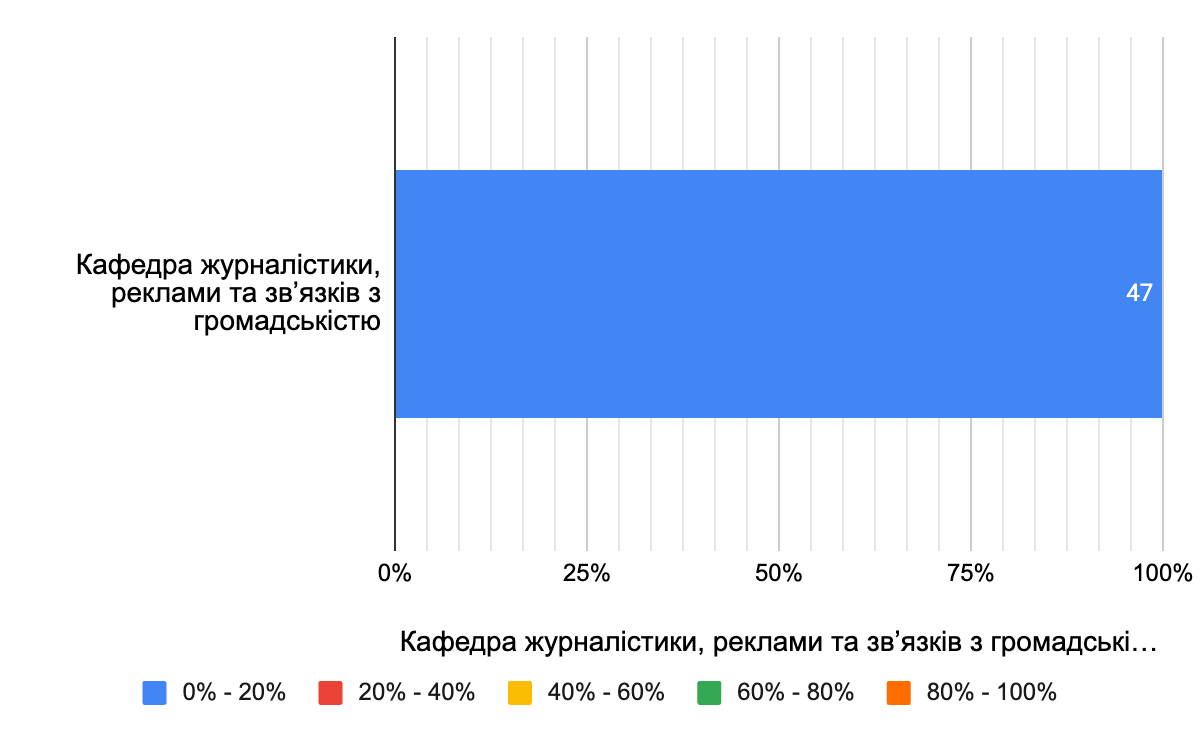 Кафедра журналістики,
реклами та зв’язків з
громадськістю
47
0% 25% 50% 75% 100%
Кафедра журналістики, реклами та зв’язків з громадські…
0% - 20% 20% - 40% 40% - 60% 60% - 80% 80% - 100%